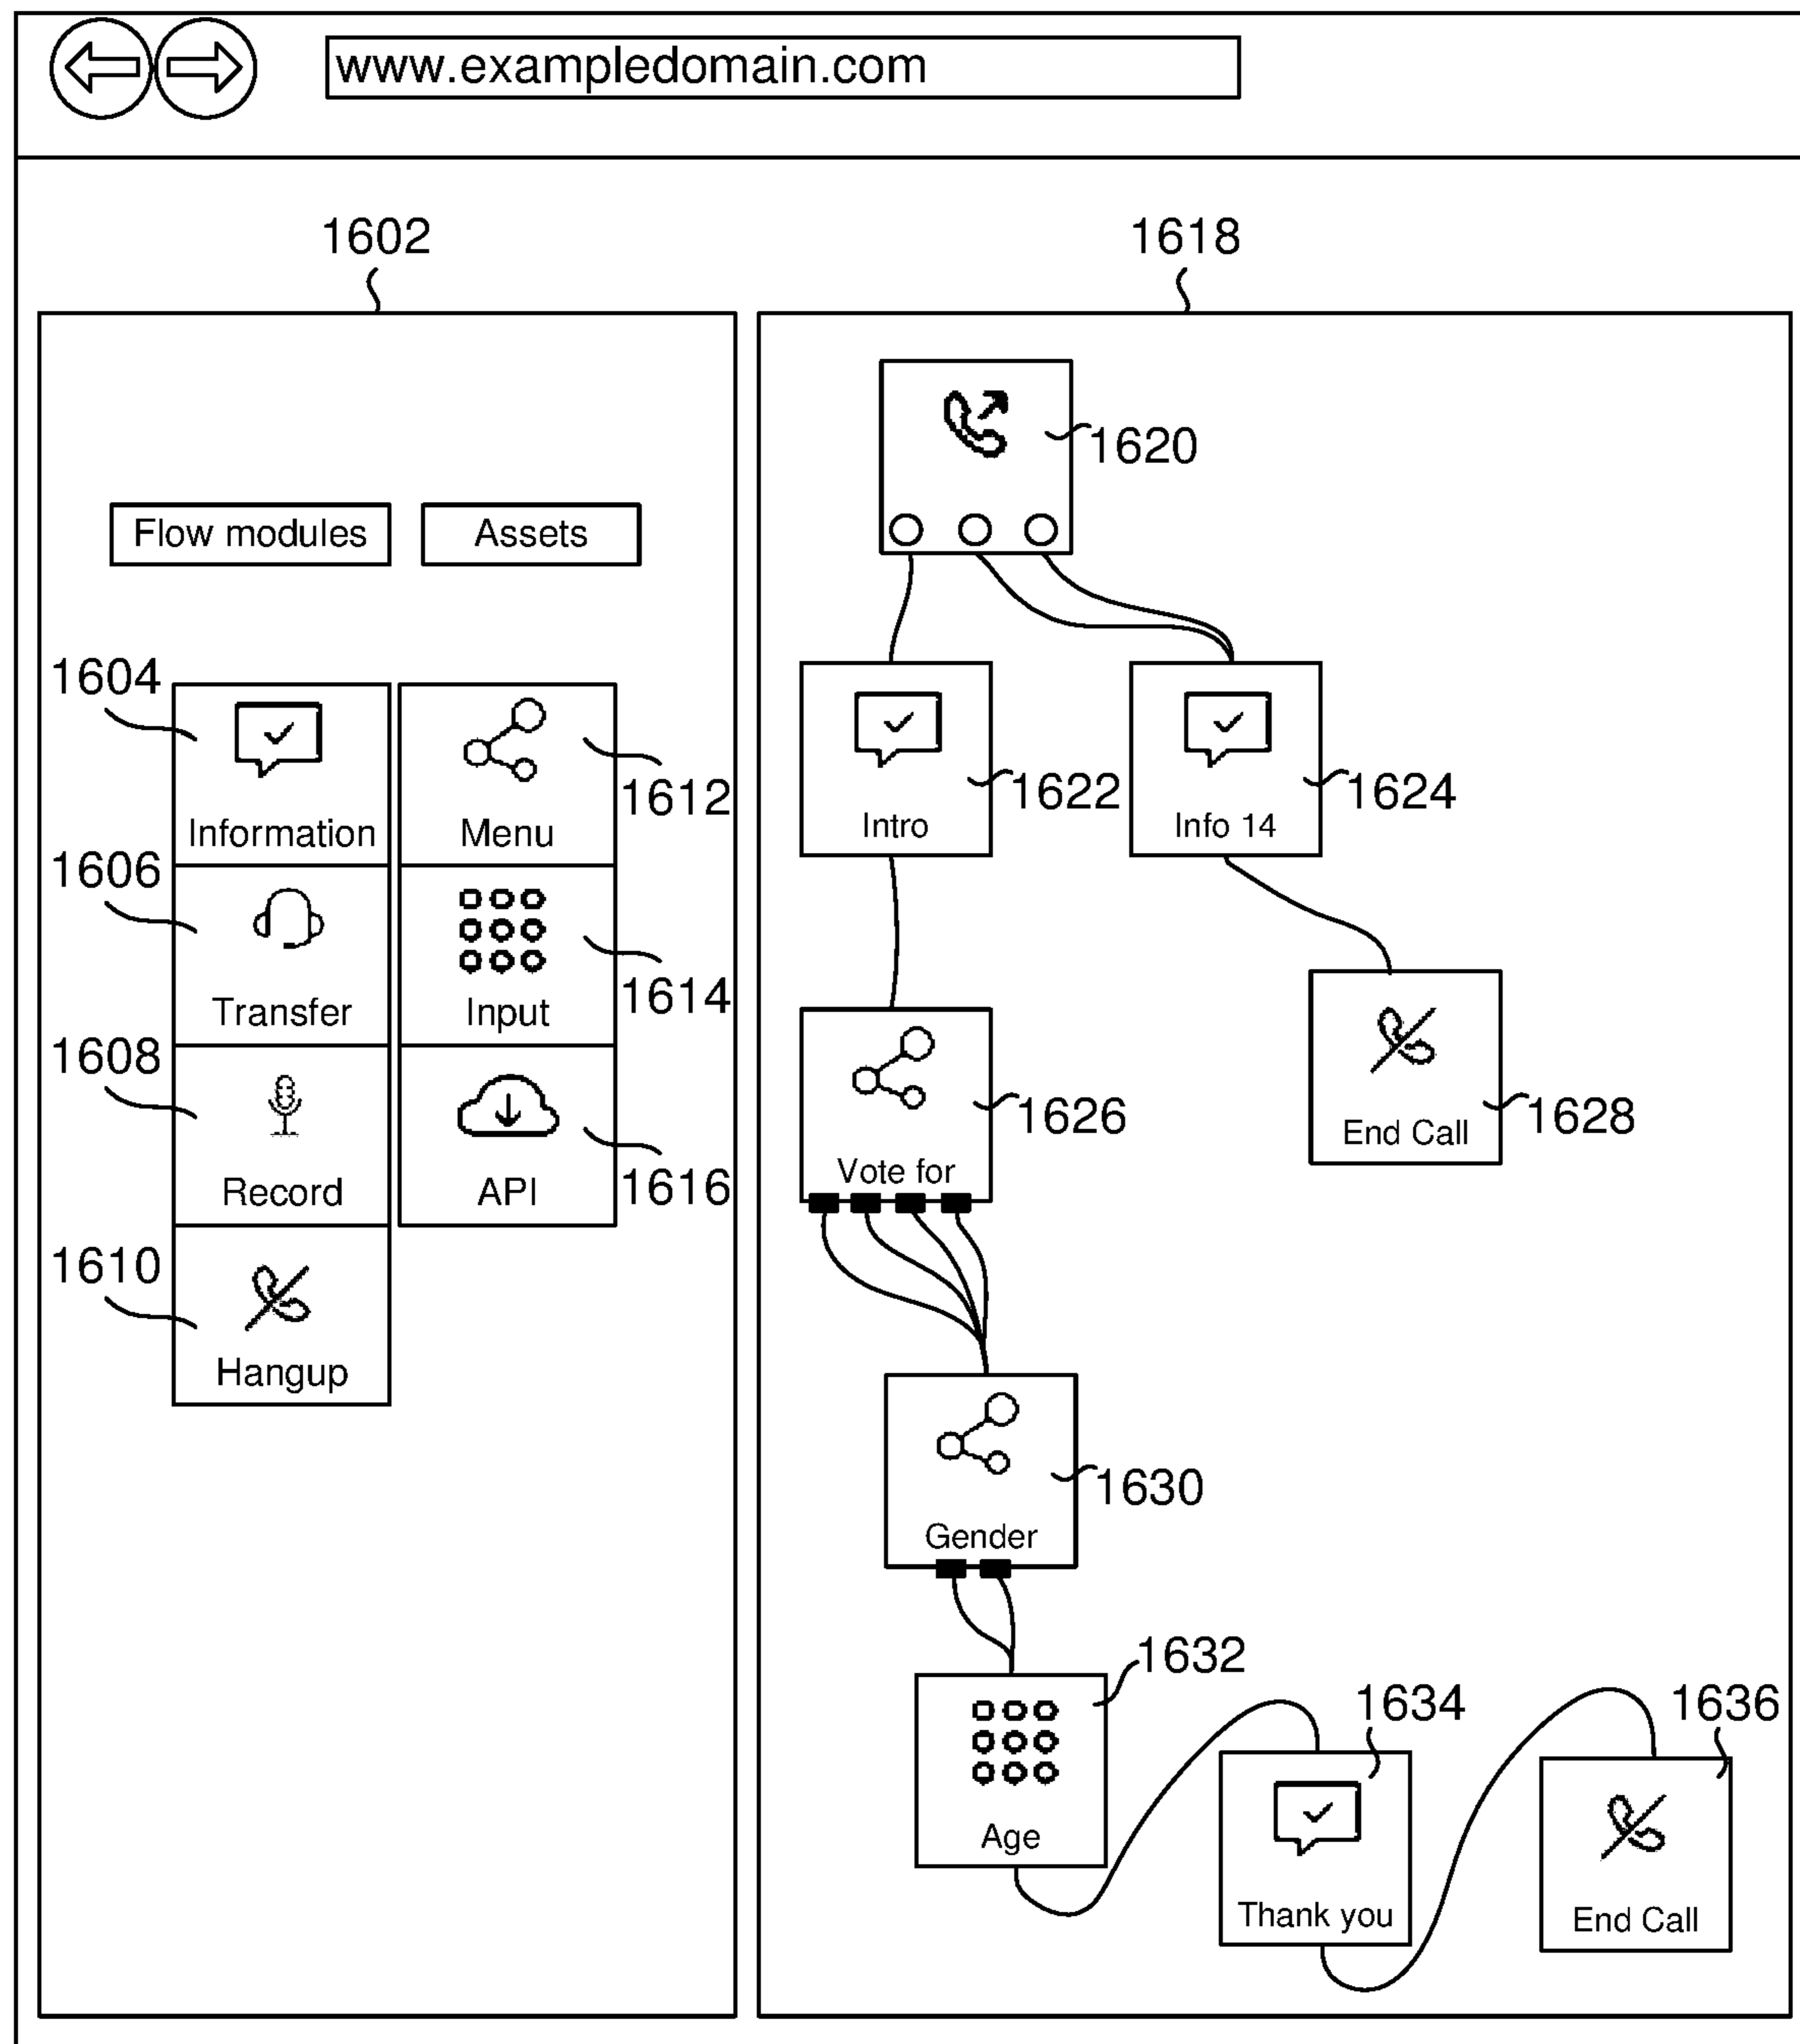 www.exampledomain.com
1602
1618
1620
Flow modules
Assets
1604
1612
1622
1624
Information
Menu
Intro
Info 14
1606
1614
Transfer
Input
1608
1626
1628
Record
API
1616
Vote for
End Call
1610
Hangup
1630
Gender
1632
1634
1636
Age
Thank you
End Call